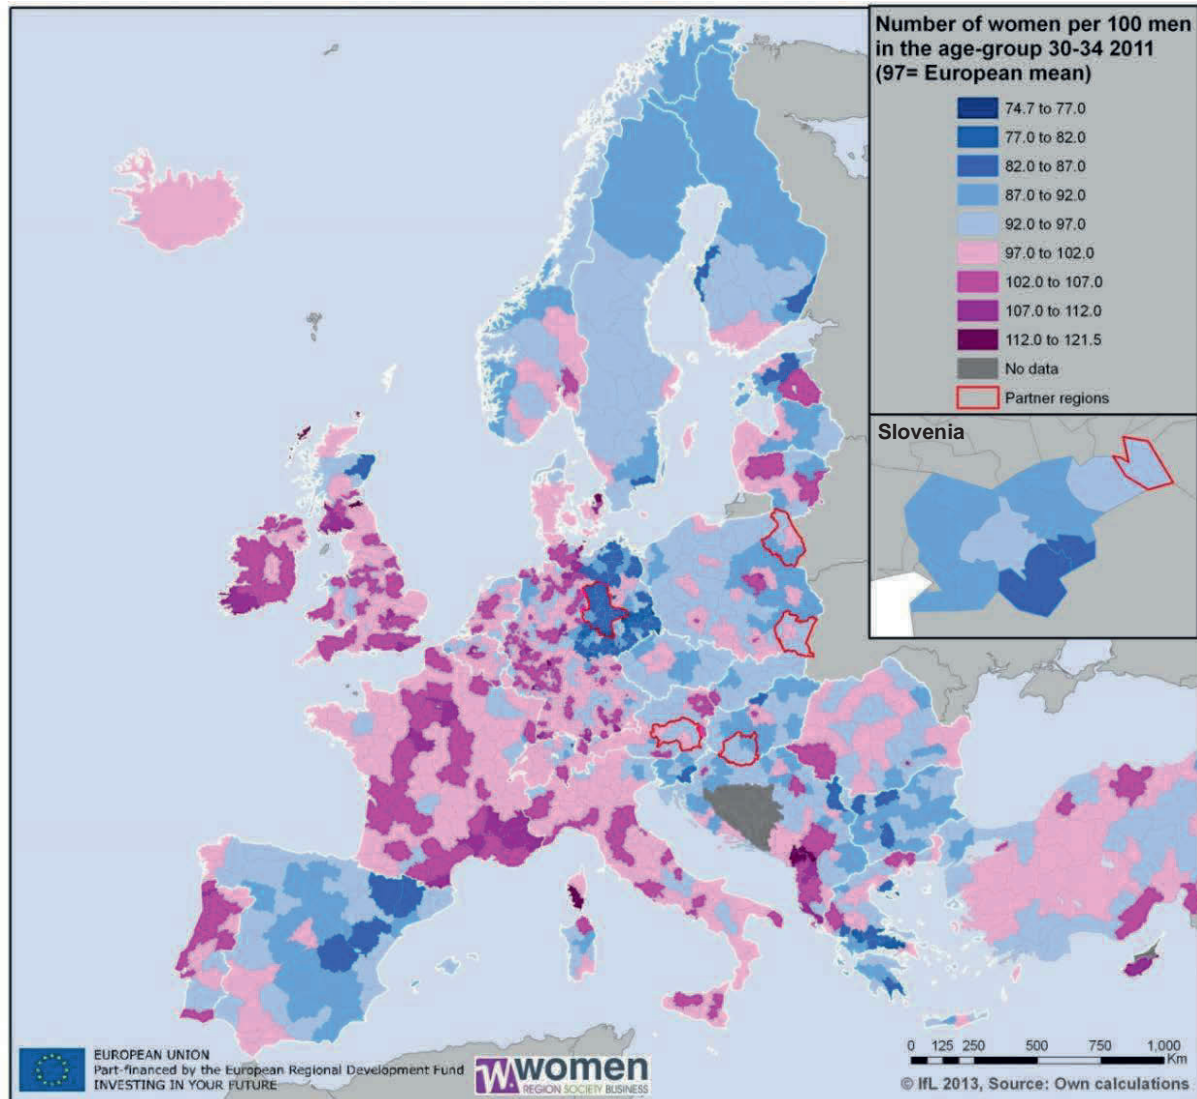 Number of women per 100 men
in the age-group 30-34 2011
(97= European mean)
74.7 to 77.0
77.0 to 82.0
82.0 to 87.0
87.0 to 92.0
92.0 to 97.0
97.0 to 102.0
102.0 to 107.0
107.0 to 112.0
112.0 to 121.5
No data
Partner regions
Slovenia
EUROPEAN UNION
Part-financed by the European Regional Development Fund
INVESTING IN YOUR FUTURE
W. women
REGION SOCIETY BUSINESS
0 125 250 500 750 1,000
Km
© IfL 2013, Source: Own calculations